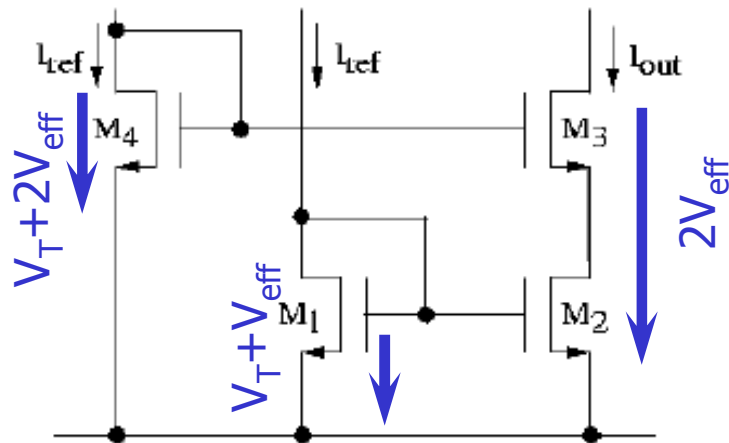 Iref
Iref
Iout
M4
M3
VT+2Veff
2Veff
VT+Veff
M1
M2